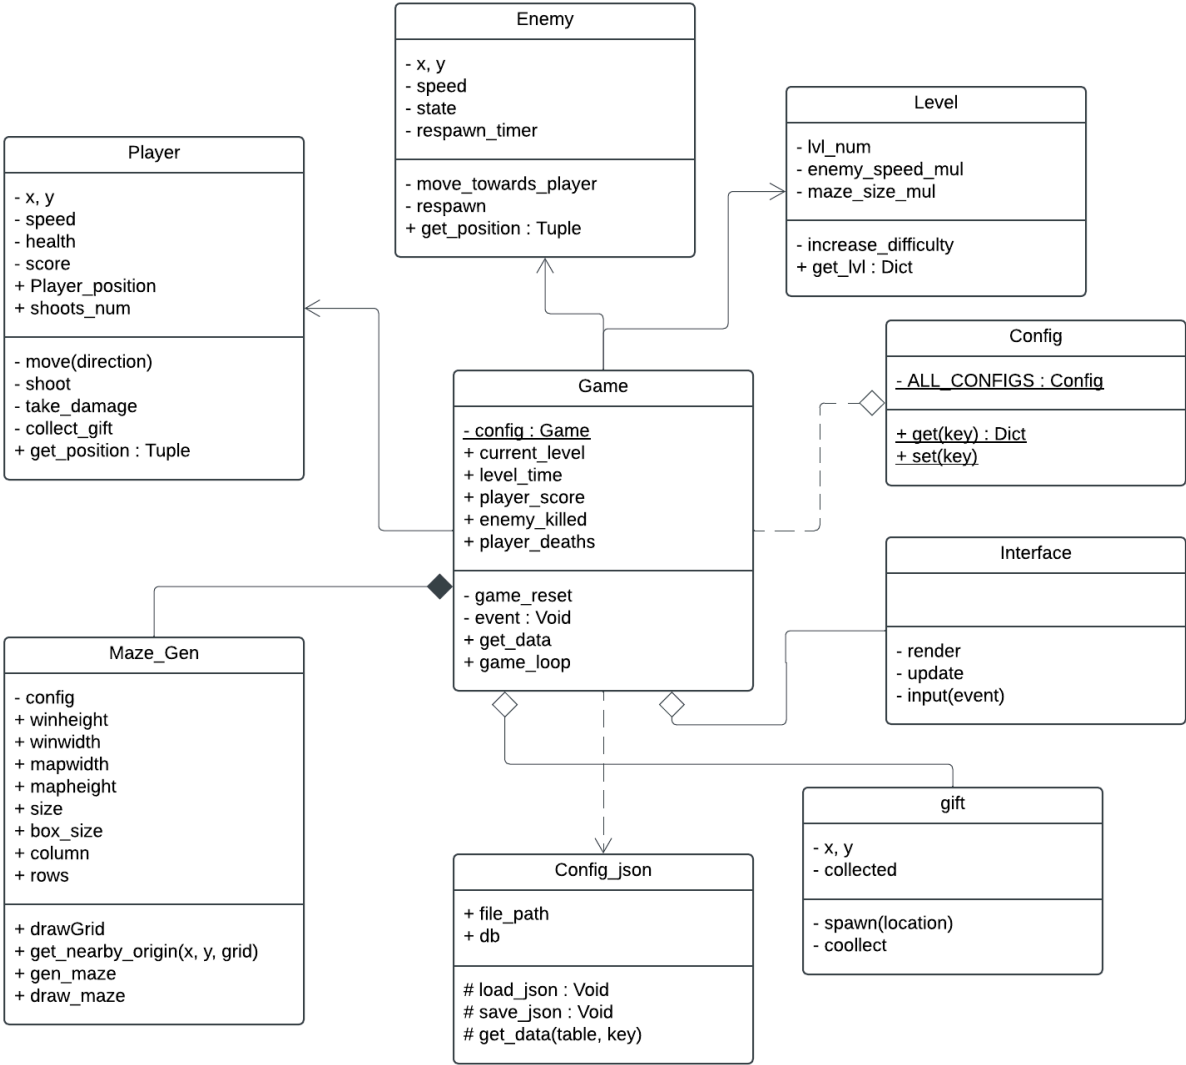 Enemy
- x, y
- speed
- state
- respawn_timer
- move_towards_player
- respawn
+ get_position : Tuple
Level
- lvl_num
- enemy_speed_mul
- maze_size_mul
- increase_difficulty
+ get_lvl : Dict
Player
- x, y
- speed
- health
- score
+ Player_position
+ shoots_num
- move(direction)
- shoot
- take_damage
- collect_gift
+ get_position : Tuple
Config
- ALL_CONFIGS : Config
+ get(key) : Dict
+ set(key)
Game
- config : Game
+ current_level
+ level_time
+ player_score
+ enemy_killed
+ player_deaths
- game_reset
- event : Void
+ get_data
+ game_loop
Interface
- render
- update
- input(event)
Maze_Gen
- config
+ winheight
+ winwidth
+ mapwidth
+ mapheight
+ size
+ box_size
+ column
+ rows
+ drawGrid
+ get_nearby_origin(x, y, grid)
+ gen_maze
+ draw_maze
gift
- x, y
- collected
- spawn(location)
- coollect
Config_json
+ file_path
+ db
# load_json : Void
# save_json : Void
# get_data(table, key)